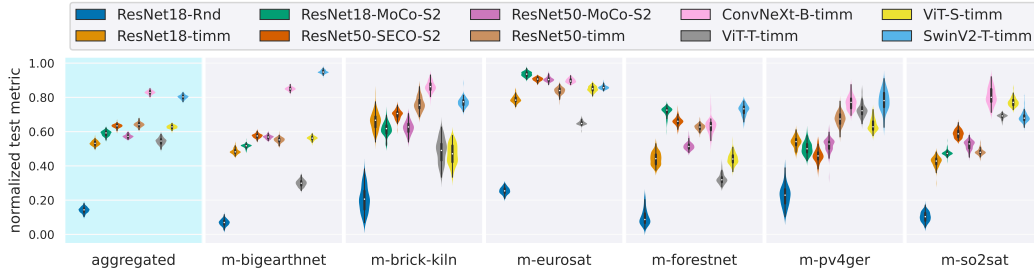 ResNet18-Rnd ResNet18-MoCo-S2 ResNet50-MoCo-S2 ConvNeXt-B-timm ViT-S-timm
ResNet18-timm ResNet50-SECO-S2 ResNet50-timm ViT-T-timm SwinV2-T-timm
normalized test metric
1.00
0.80
0.60
0.40
0.20
0.00
aggregated m-bigearthnet m-brick-kiln m-eurosat m-forestnet m-pv4ger m-so2sat